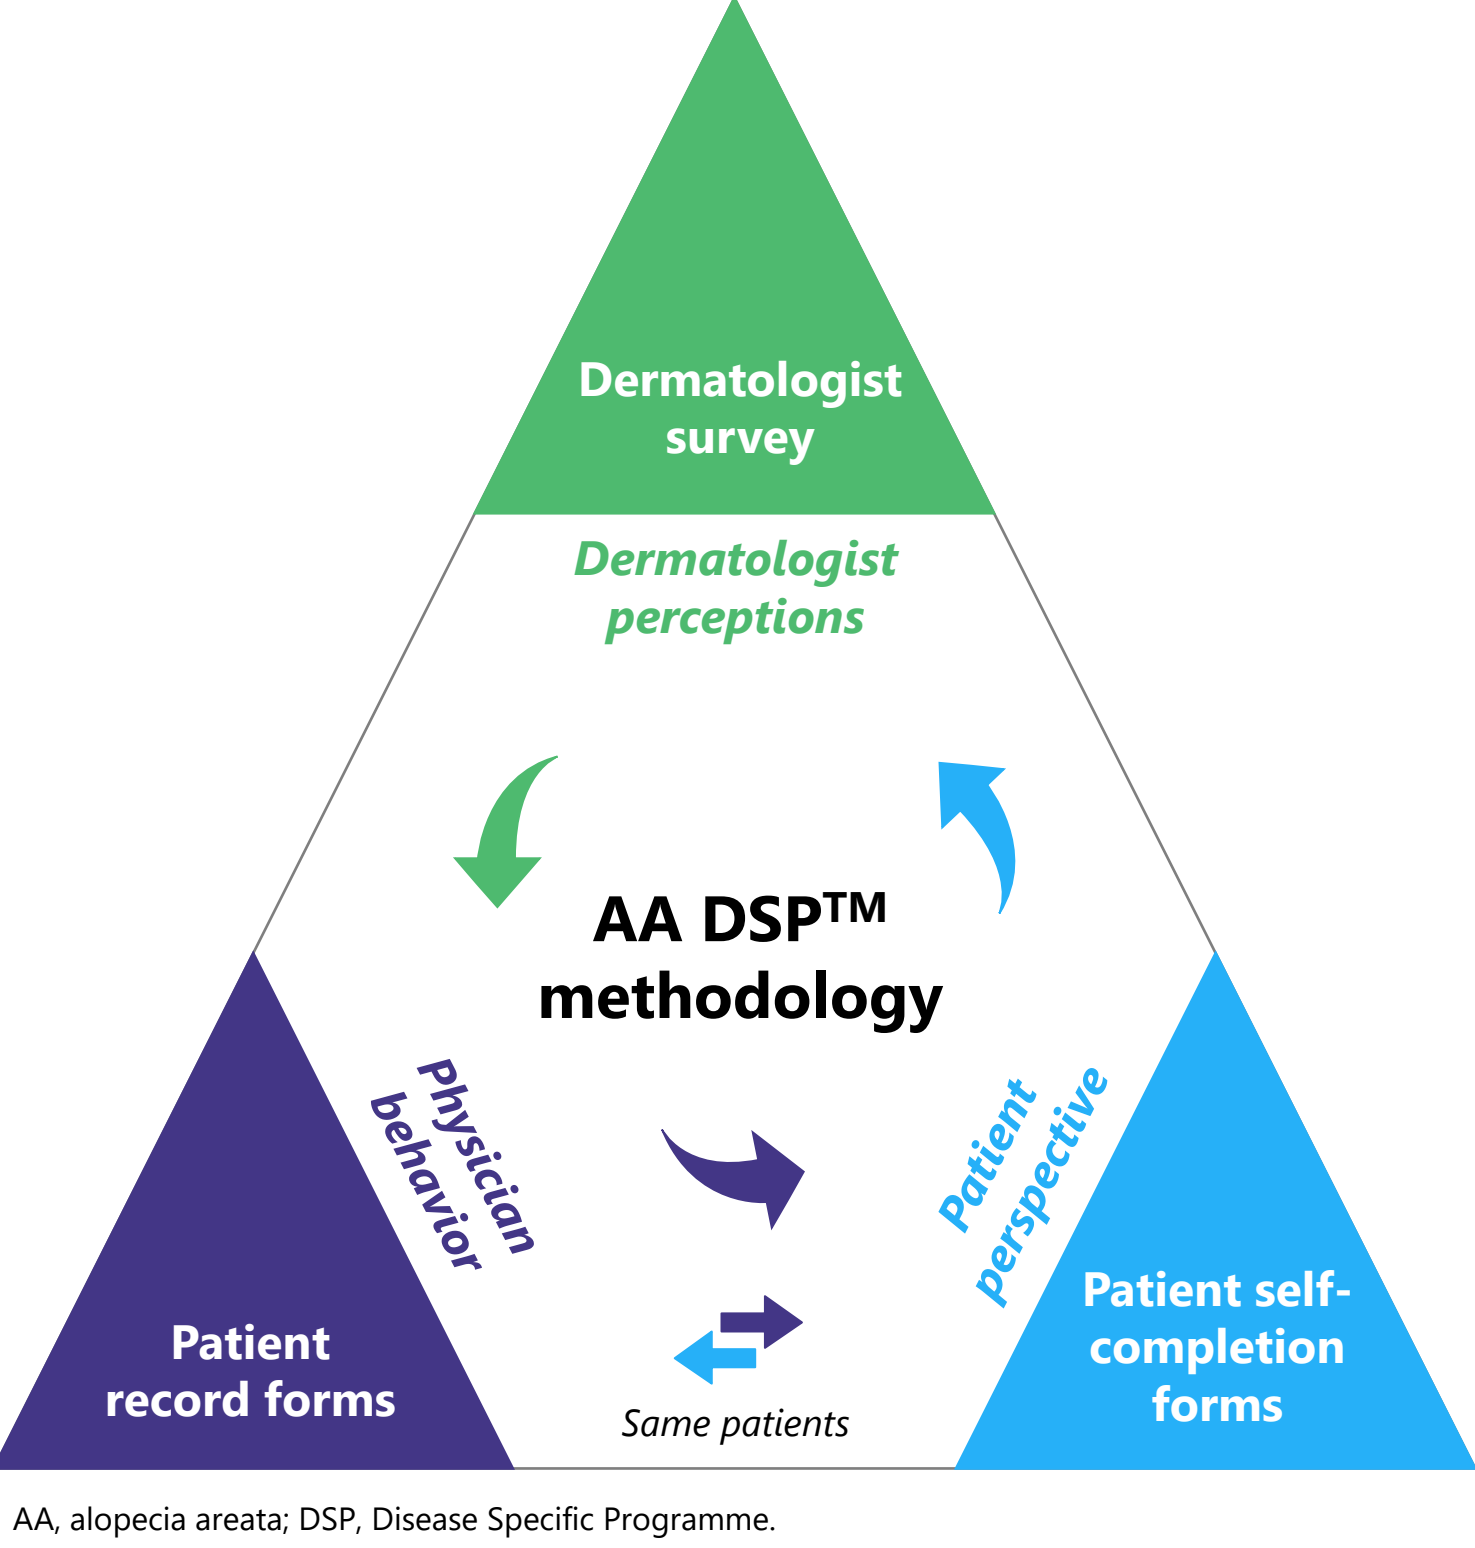 Dermatologist
survey
Dermatologist
perceptions
AA DSP™
methodology
Physician
behavior
Patient
perspective
Patient
record forms
Patient self-
completion
forms
Same patients
AA, alopecia areata; DSP, Disease Specific Programme.